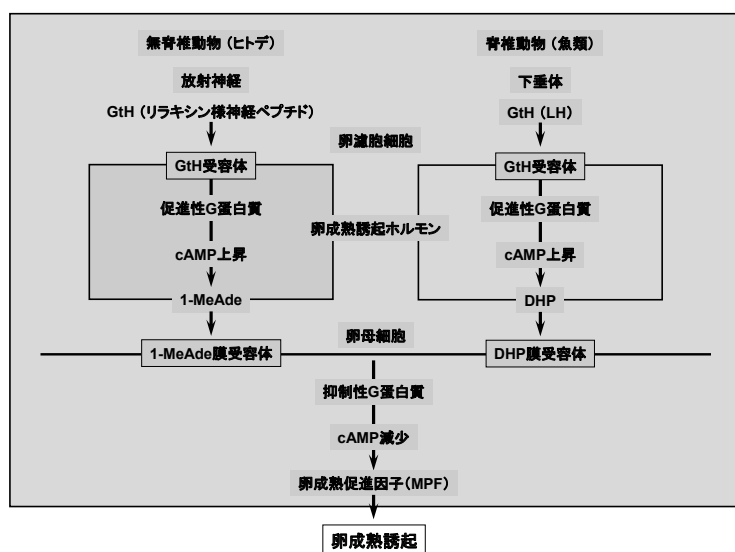 無脊椎動物（ヒトデ）
放射神経
GtH（リラキシン様神経ペプチド）
GtH受容体
促進性G蛋白質
cAMP上昇
1-MeAde
1-MeAde膜受容体
卵濾胞細胞
卵成熟誘起ホルモン
卵母細胞
脊椎動物（魚類）
下垂体
GtH（LH）
GtH受容体
促進性G蛋白質
cAMP上昇
DHP
DHP膜受容体
抑制性G蛋白質
cAMP減少
卵成熟促進因子（MPF）
卵成熟誘起